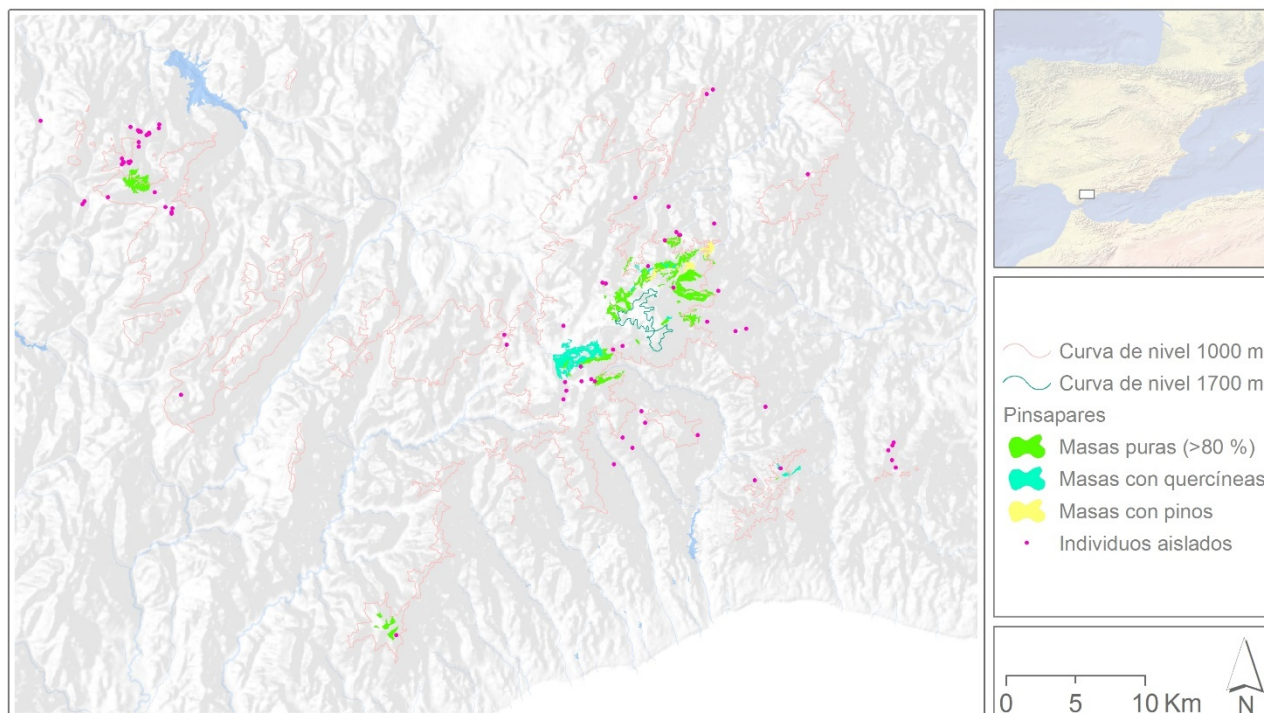 Curva de nivel 1000 m
Curva de nivel 1700 m
Pinsapares
Masas puras (>80 %)
Masas con quercíneas
Masas con pinos
Individuos aislados
0 5 10 Km
N